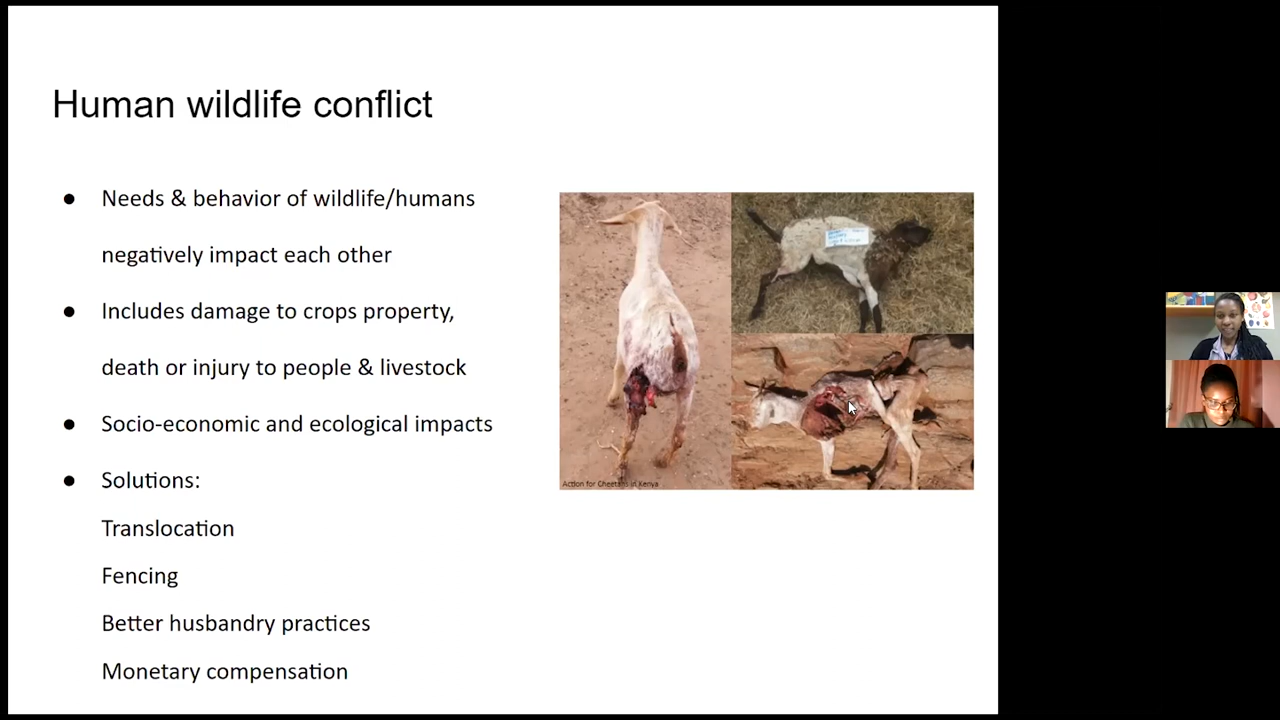 Human wildlife conflict
● Needs & behavior of wildlife/humans
negatively impact each other
● Includes damage to crops property,
death or injury to people & livestock
● Socio-economic and ecological impacts
● Solutions:
Translocation
Fencing
Better husbandry practices
Monetary compensation
Action for Cheetahs in Kenya